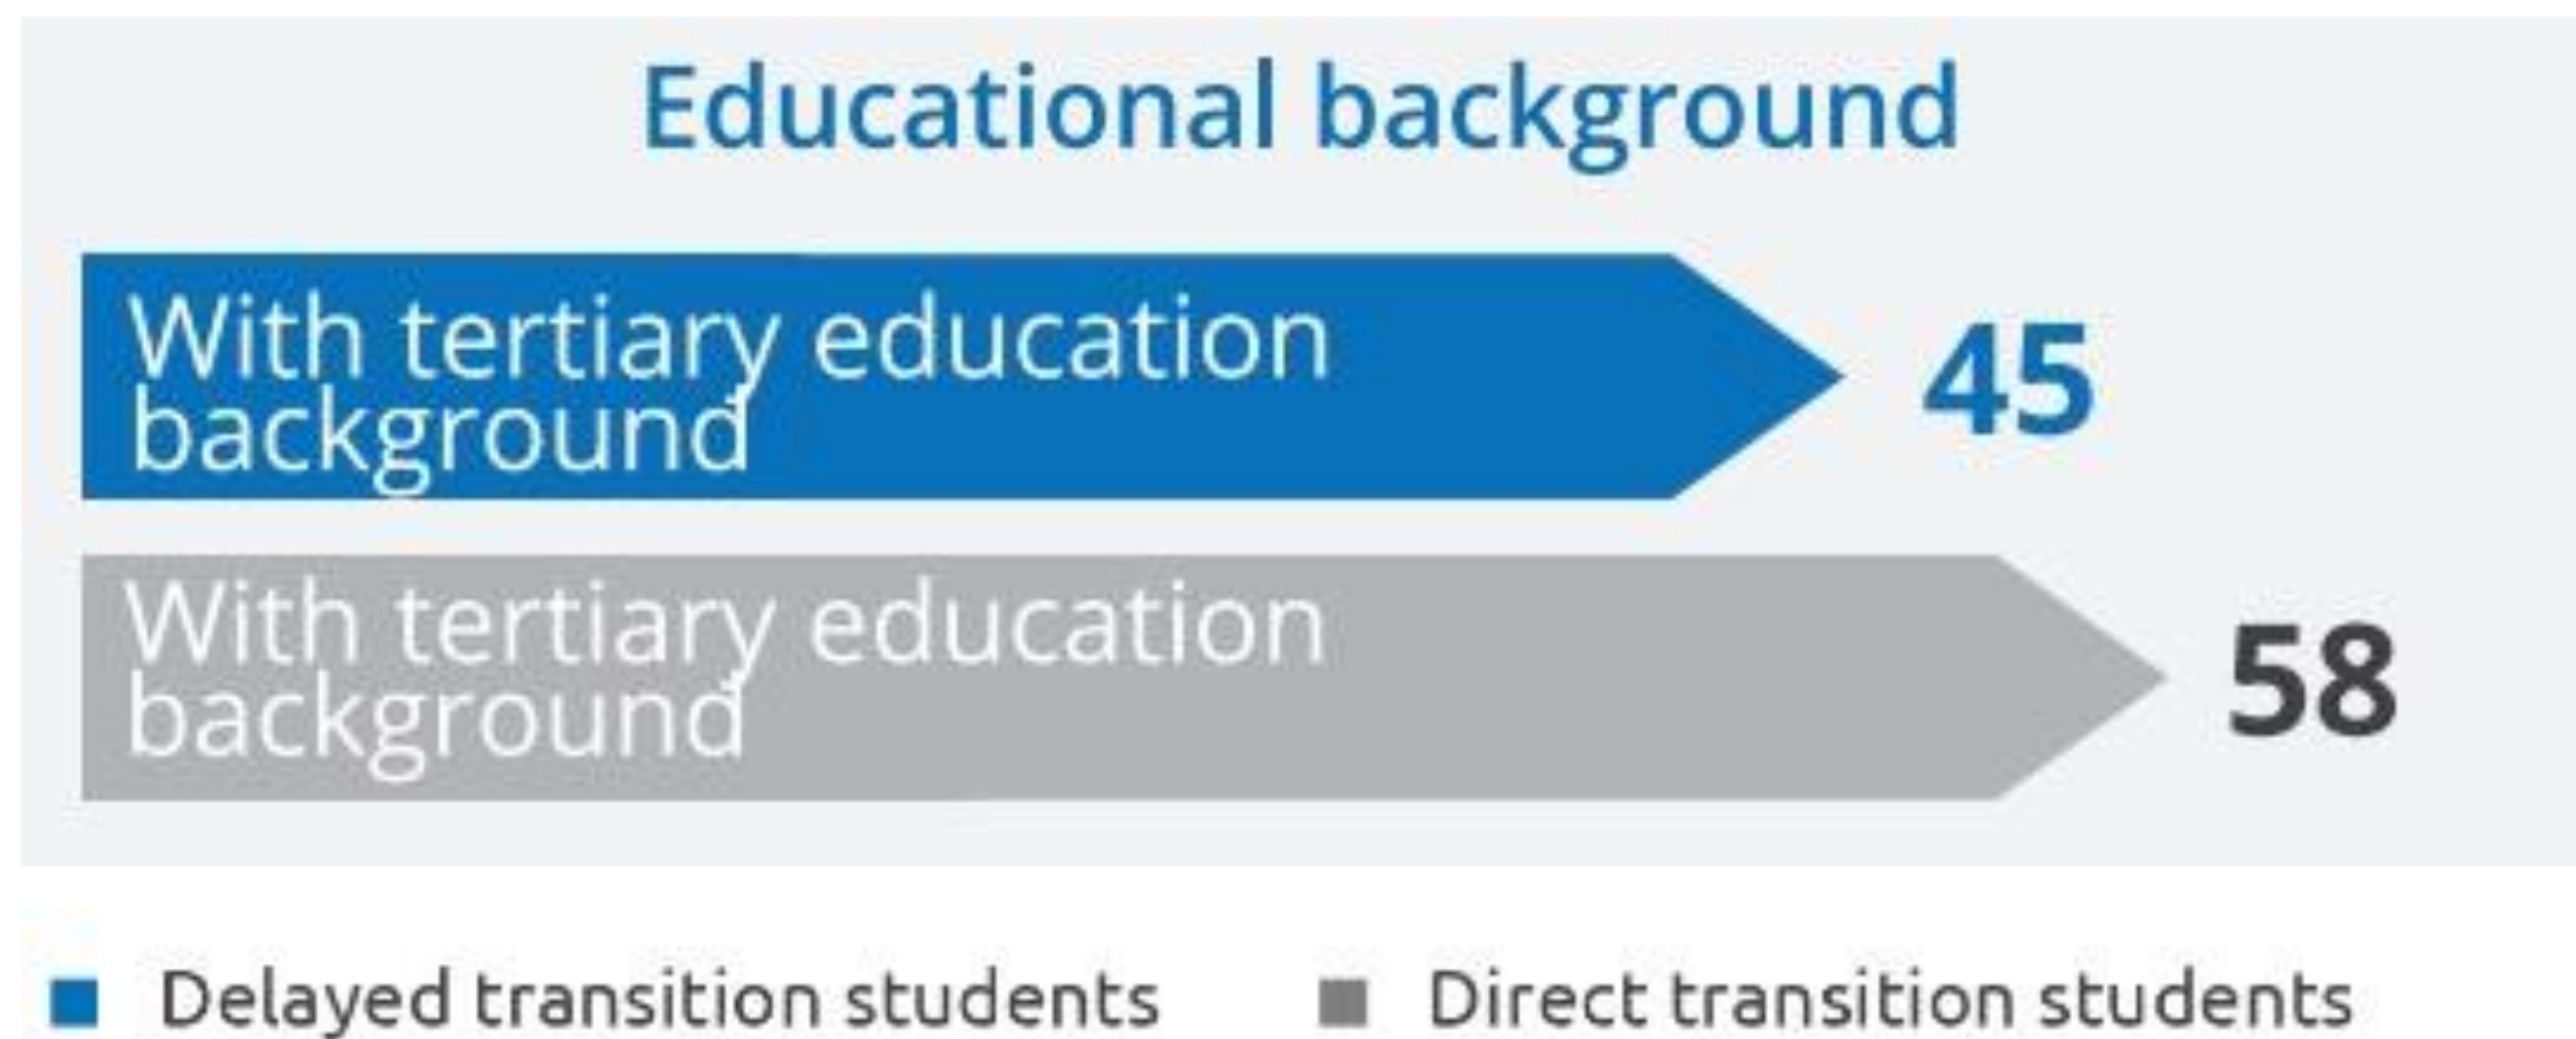 Educational background
With tertiary education
background
45
With tertiary education
background
58
Delayed transition students
Direct transition students